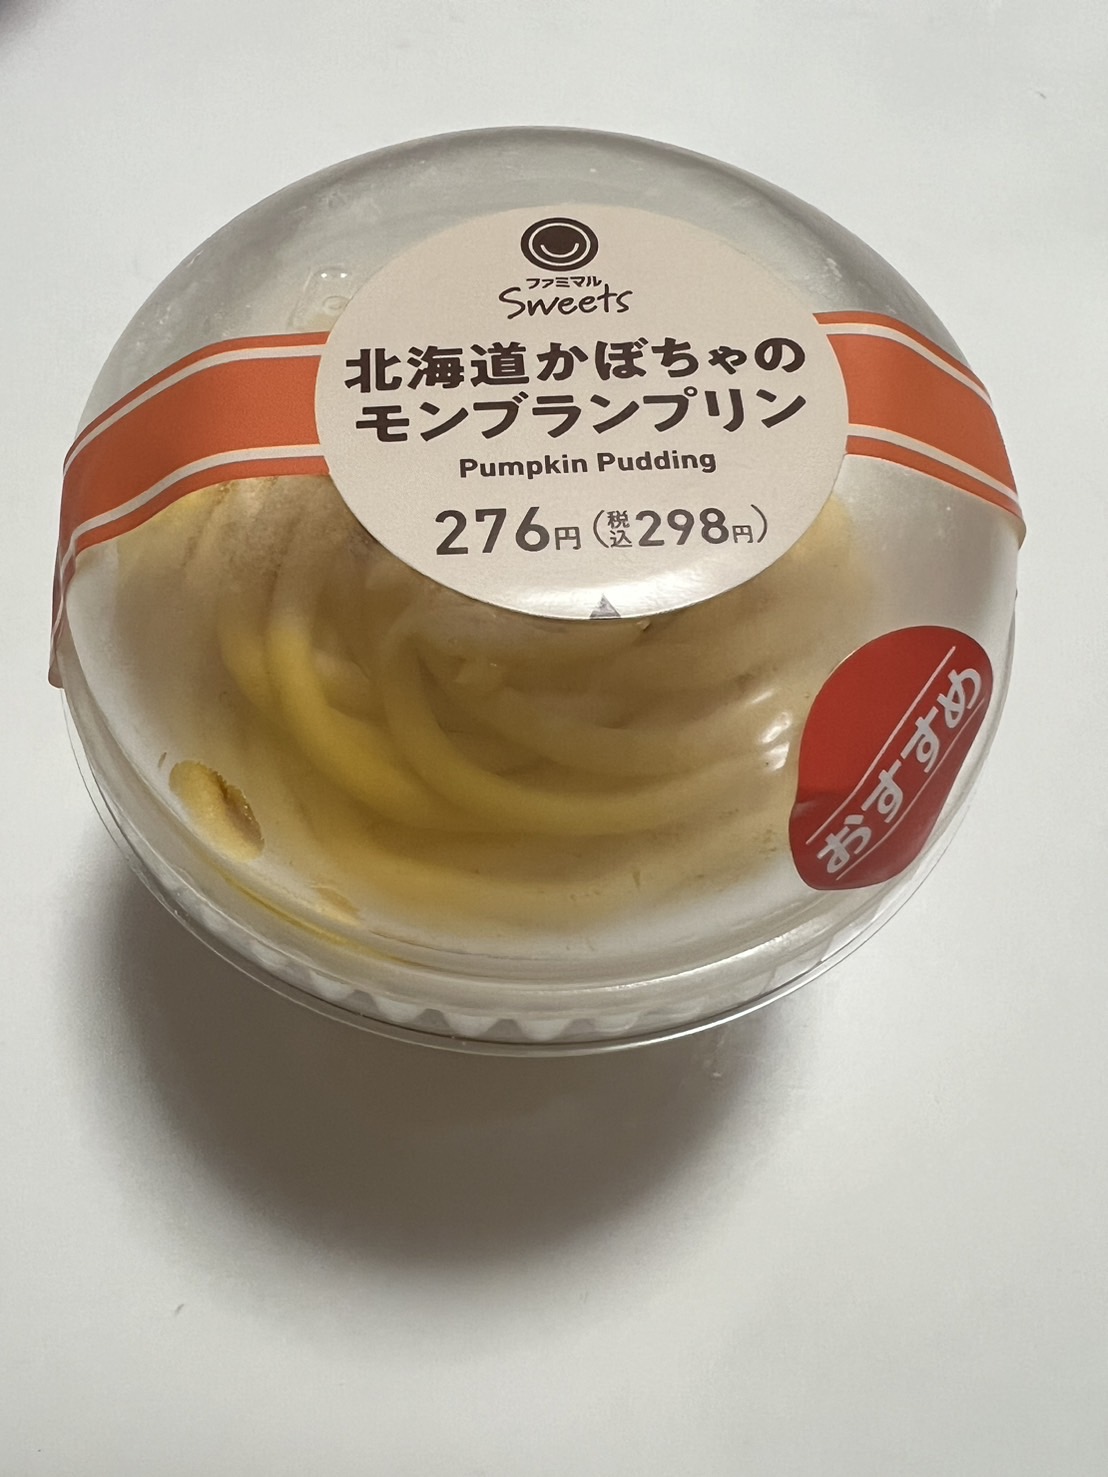 ファミマル
Sweets
北海道かぼちゃの
モンブランプリン
Pumpkin Pudding
276円(税込298円)
おすすめ